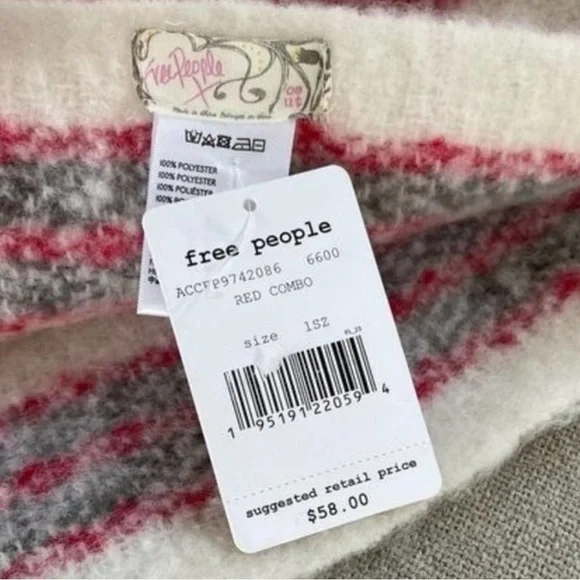 Free People
100% POLYESTER
100% POLYESTER
100% POLIÉSTER
free people
ACCFP9742086 6600
RED COMBO
size 1SZ
1 95191 22059 4
suggested retail price
$58.00